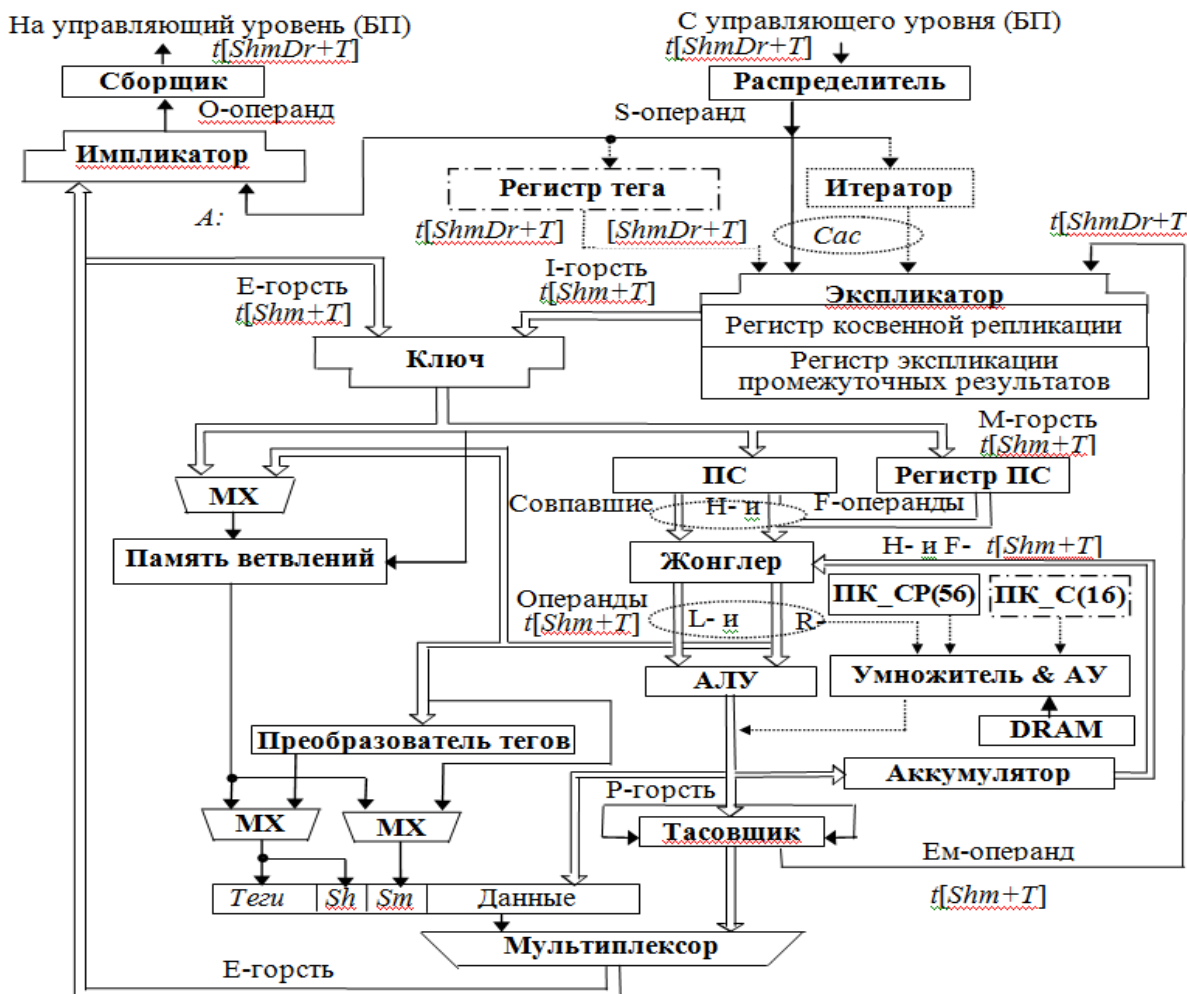 На управляющий уровень (БП)
С управляющего уровня (БП)
t[ShmDr+T]
t[ShmDr+T]
Сборщик
Распределитель
О-операнд
S-операнд
Импликатор
Регистр тега
Итератор
A:
t[ShmDr+T]
[ShmDr+T]
Cac
t[ShmDr+T
I-горсть
t[Shm+T]
Е-горсть
t[Shm+T]
Экспликатор
Регистр косвенной репликации
Регистр экспликации
промежуточных результатов
Ключ
М-горсть
t[Shm+T]
МХ
ПС
Регистр ПС
Совпавшие
Н- и
F-операнды
Память ветвлений
Жонглер
Н- и F- t[Shm+T]
ПК_СР(56)
ПК_С(16)
Операнды
t[Shm+T]
L- и
R-
АЛУ
Умножитель & АУ
DRAM
Преобразователь тегов
Аккумулятор
Р-горсть
МХ
МХ
Тасовщик
Ем-операнд
t[Shm+T]
Теги
Sh
Sm
Данные
Мультиплексор
Е-горсть